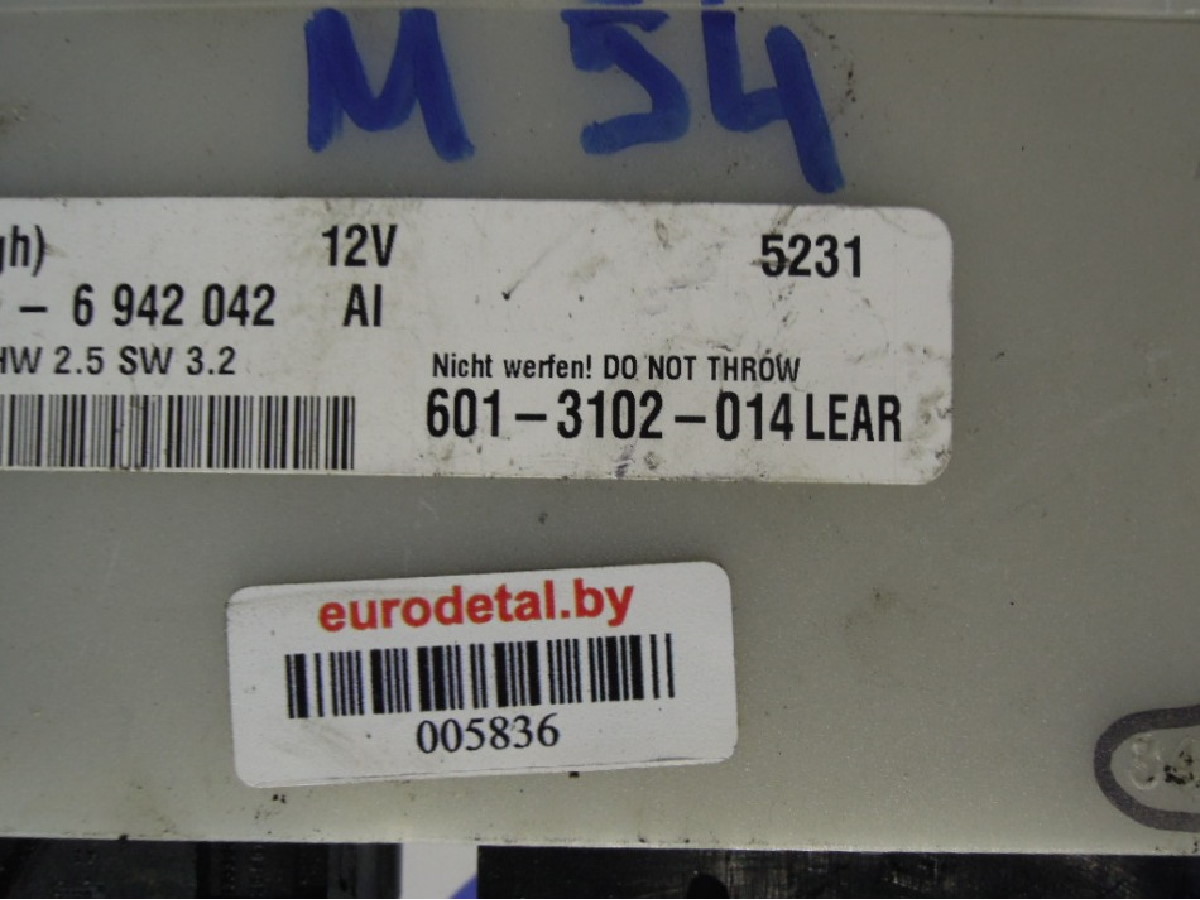 M 54
gh) 12V 5231
– 6 942 042 AI
HW 2.5 SW 3.2
Nicht werfen! DO NOT THROW
601–3102–014 LEAR
eurodetal.by
005836